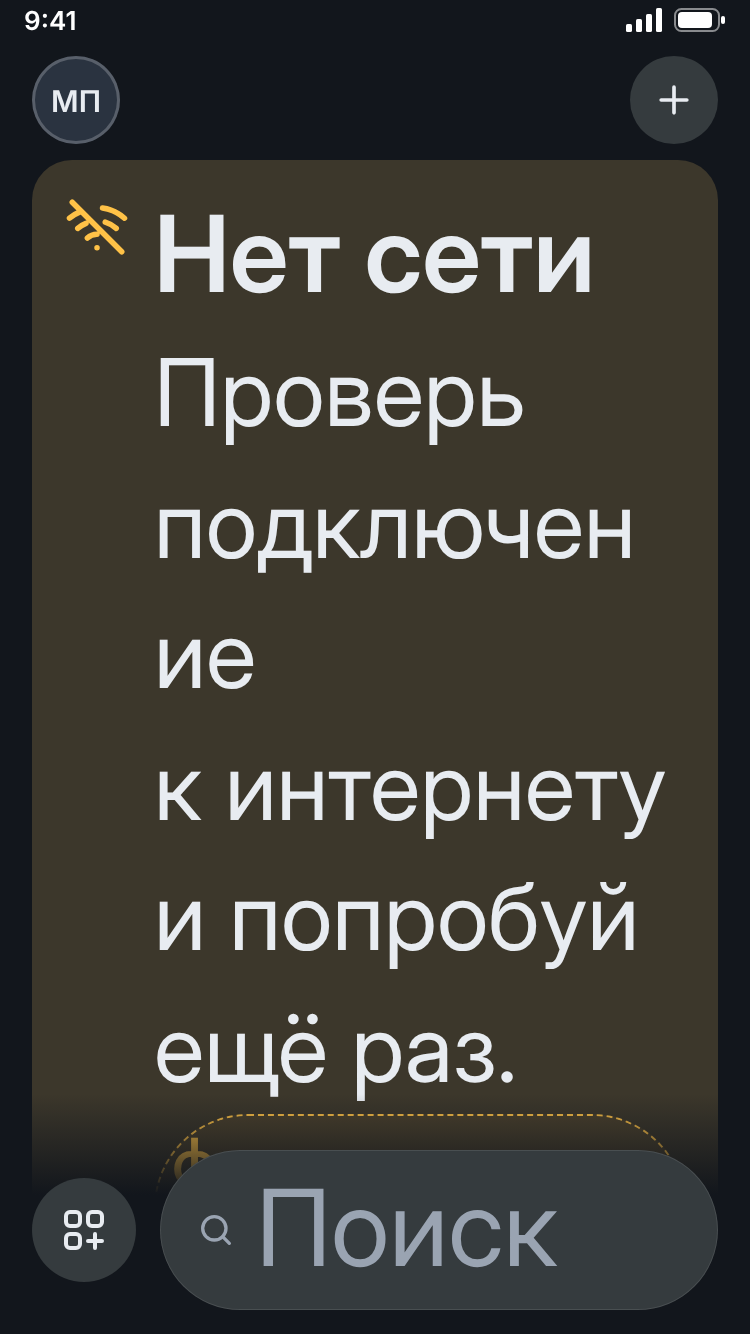 9:41
МП
Нет сети
Проверь
подключен
ие
к интернету
и попробуй
ещё раз.
Поиск